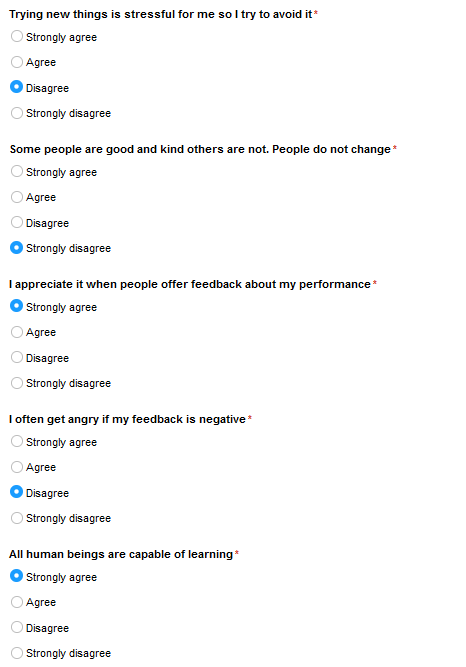 Trying new things is stressful for me so I try to avoid it*
Strongly agree
Agree
Disagree
Strongly disagree
Some people are good and kind others are not. People do not change*
Strongly agree
Agree
Disagree
Strongly disagree
I appreciate it when people offer feedback about my performance*
Strongly agree
Agree
Disagree
Strongly disagree
I often get angry if my feedback is negative*
Strongly agree
Agree
Disagree
Strongly disagree
All human beings are capable of learning*
Strongly agree
Agree
Disagree
Strongly disagree